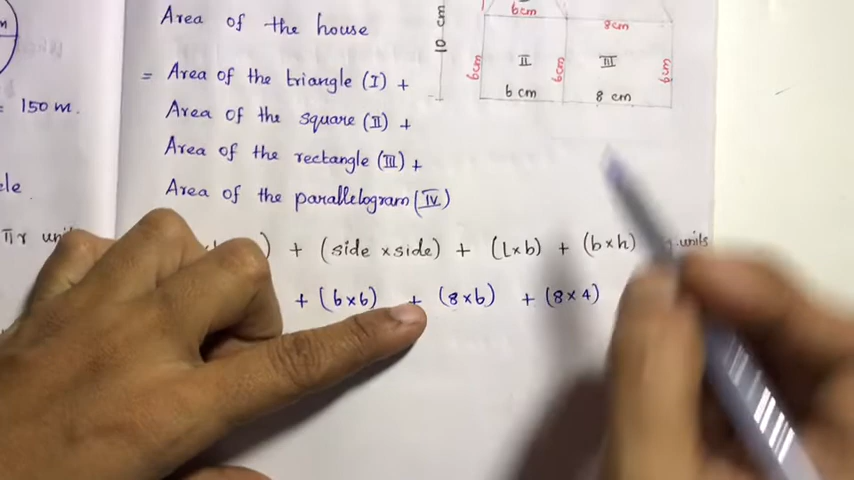 m
= 150 m.
πr
Area of the house
= Area of the triangle (I) +
Area of the square (II) +
Area of the rectangle (III) +
Area of the parallelogram (IV)
) + (side × side) + (l×b) + (b×h) units
+ (6×6) + (8×6) + (8×4)
10 cm
6cm
8cm
6cm
II
6cm
III
6cm
6 cm
8 cm